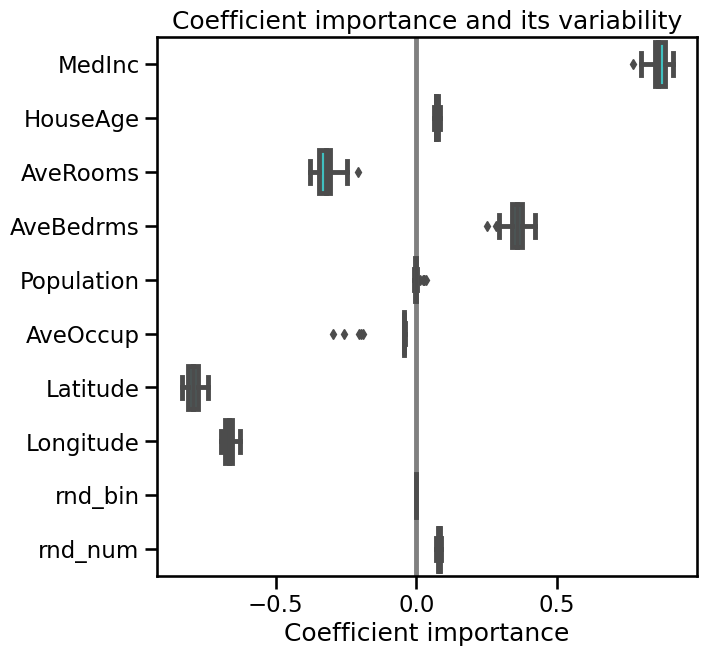 Coefficient importance and its variability
MedInc
HouseAge
AveRooms
AveBedrms
Population
AveOccup
Latitude
Longitude
rnd_bin
rnd_num
−0.5 0.0 0.5
Coefficient importance